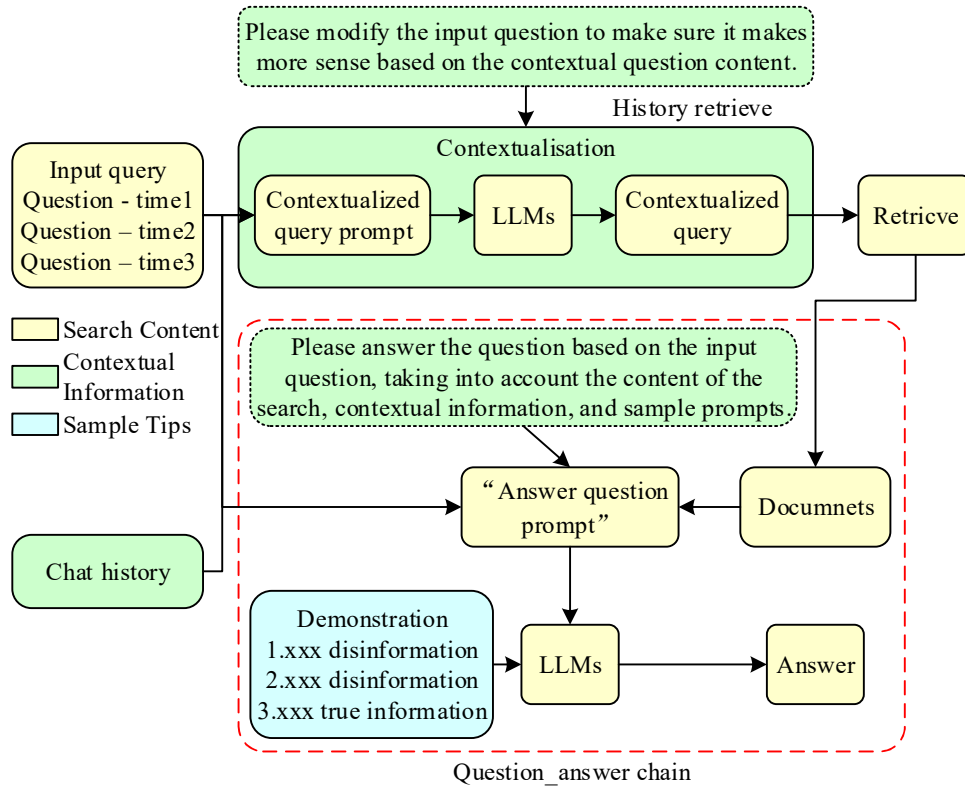 Please modify the input question to make sure it makes
more sense based on the contextual question content.
History retrieve
Contextualisation
Input query
Question - time1
Question – time2
Question – time3
Contextualized
query prompt
LLMs
Contextualized
query
Retricve
Search Content
Contextual
Information
Sample Tips
Please answer the question based on the input
question, taking into account the content of the
search, contextual information, and sample prompts.
“Answer question
prompt”
Documnets
Chat history
Demonstration
1.xxx disinformation
2.xxx disinformation
3.xxx true information
LLMs
Answer
Question_answer chain